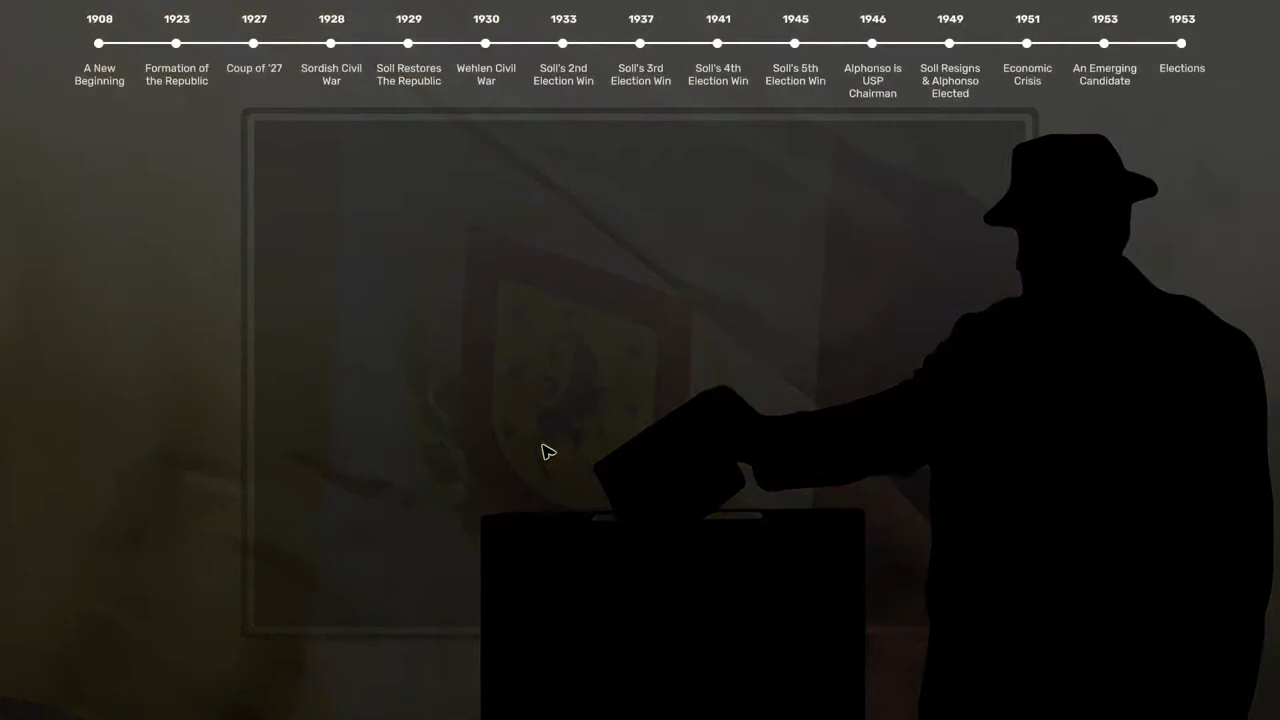 1908 1923 1927 1928 1929 1930 1933 1937 1941 1945 1946 1949 1951 1953 1953
A New
Beginning
Formation of
the Republic
Coup of '27
Sordish Civil
War
Soll Restores
The Republic
Wehlen Civil
War
Soll's 2nd
Election Win
Soll's 3rd
Election Win
Soll's 4th
Election Win
Soll's 5th
Election Win
Alphonso is
USP
Chairman
Soll Resigns
& Alphonso
Elected
Economic
Crisis
An Emerging
Candidate
Elections